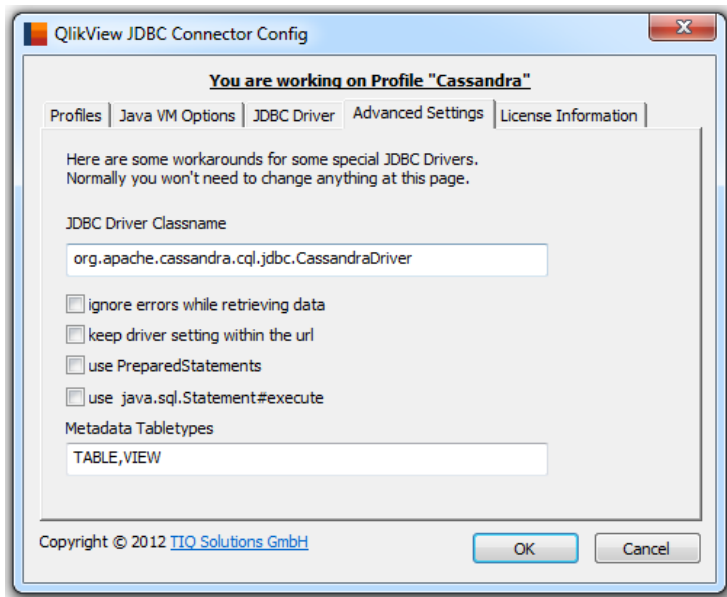 QlikView JDBC Connector Config
You are working on Profile "Cassandra"
Profiles Java VM Options JDBC Driver Advanced Settings License Information
Here are some workarounds for some special JDBC Drivers.
Normally you won't need to change anything at this page.
JDBC Driver Classname
org.apache.cassandra.cql.jdbc.CassandraDriver
ignore errors while retrieving data
keep driver setting within the url
use PreparedStatements
use java.sql.Statement#execute
Metadata Tabletypes
TABLE,VIEW
Copyright © 2012 TIQ Solutions GmbH OK Cancel